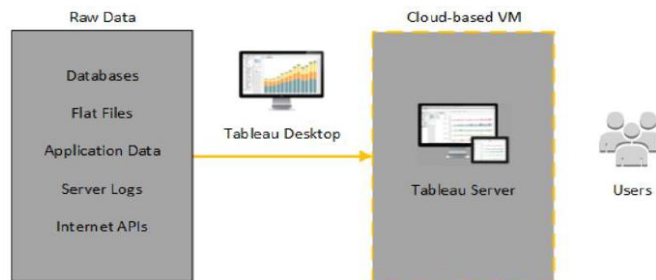 Raw Data
Databases
Flat Files
Application Data
Server Logs
Internet APIs
Tableau Desktop
Cloud-based VM
Tableau Server
Users